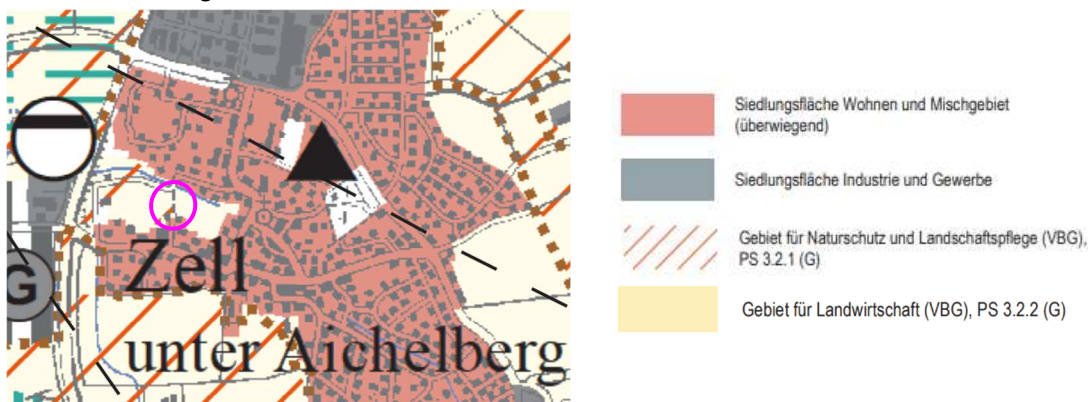 Zell
unter Aichelberg
G
Siedlungsfläche Wohnen und Mischgebiet
(überwiegend)
Siedlungsfläche Industrie und Gewerbe
Gebiet für Naturschutz und Landschaftspflege (VBG),
PS 3.2.1 (G)
Gebiet für Landwirtschaft (VBG), PS 3.2.2 (G)